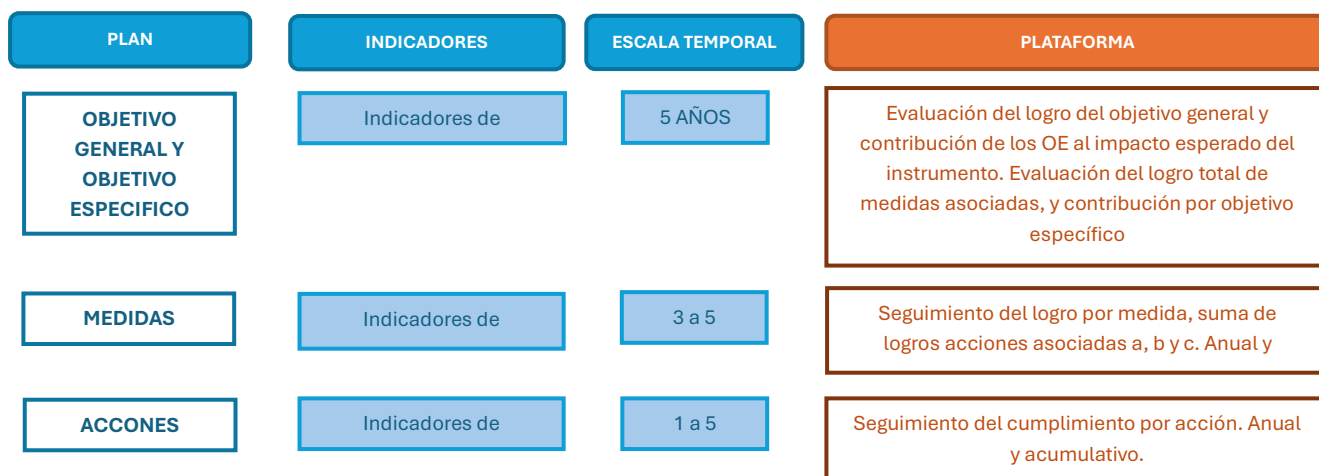 PLAN
INDICADORES
ESCALA TEMPORAL
PLATAFORMA
OBJETIVO
GENERAL Y
OBJETIVO
ESPECIFICO
Indicadores de
5 AÑOS
Evaluación del logro del objetivo general y
contribución de los OE al impacto esperado del
instrumento. Evaluación del logro total de
medidas asociadas, y contribución por objetivo
específico
MEDIDAS
Indicadores de
3 a 5
Seguimiento del logro por medida, suma de
logros acciones asociadas a, b y c. Anual y
ACCONES
Indicadores de
1 a 5
Seguimiento del cumplimiento por acción. Anual
y acumulativo.